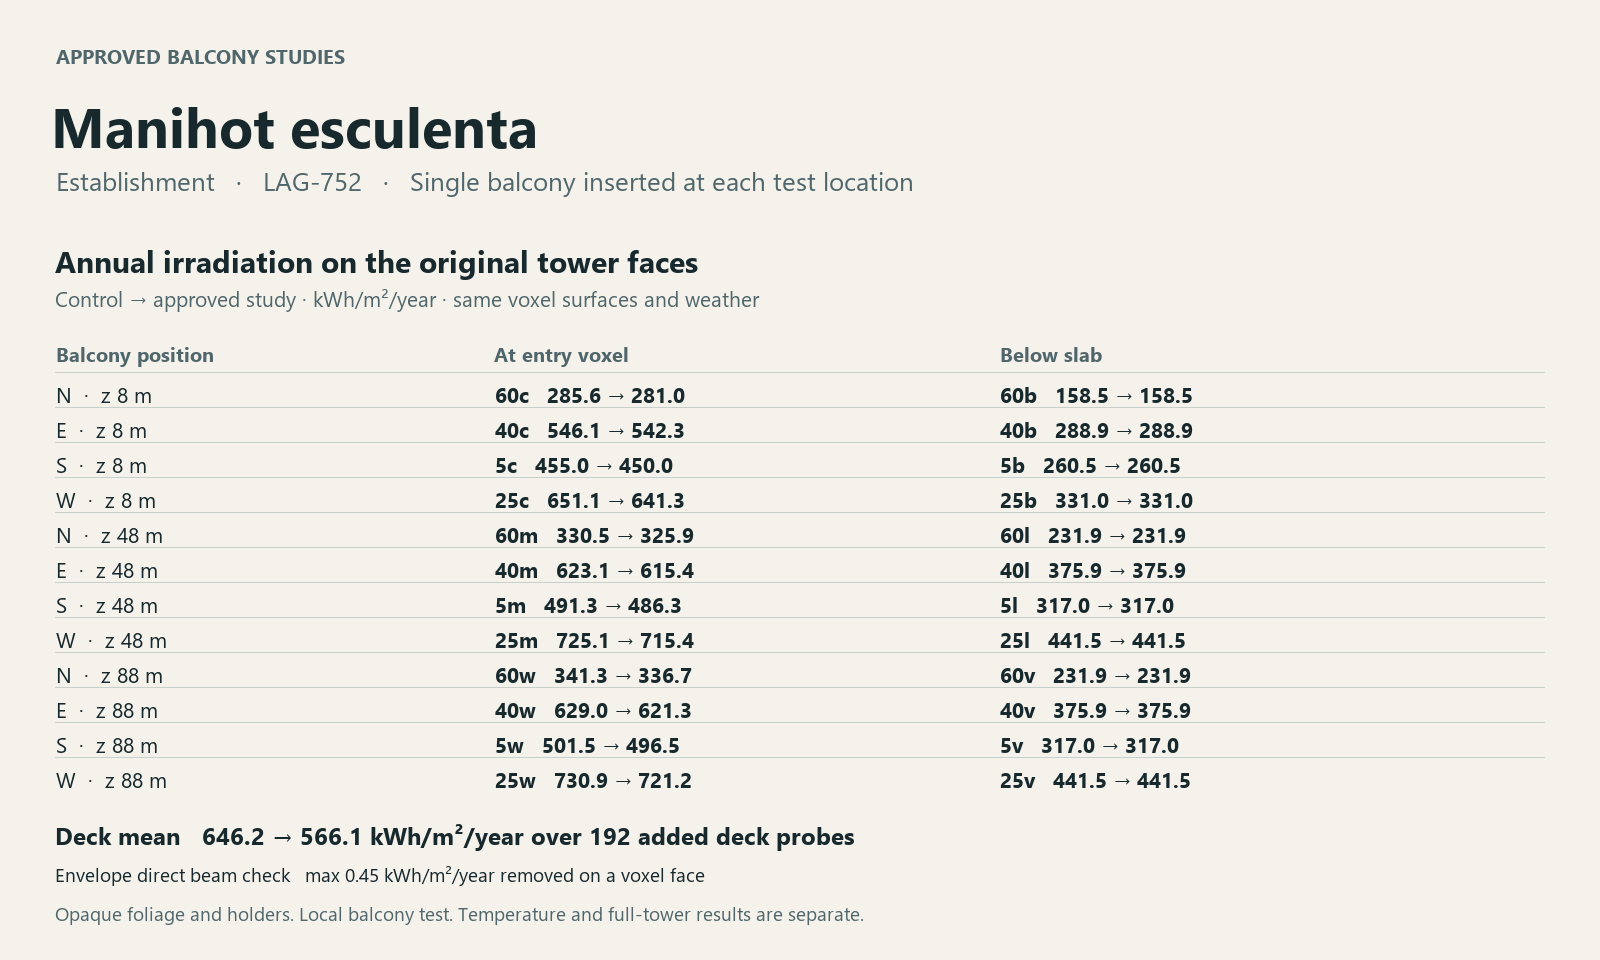 APPROVED BALCONY STUDIES
Manihot esculenta
Establishment · LAG-752 · Single balcony inserted at each test location
Annual irradiation on the original tower faces
Control → approved study · kWh/m²/year · same voxel surfaces and weather
Balcony position At entry voxel Below slab
N · z 8 m 60c 285.6 → 281.0 60b 158.5 → 158.5
E · z 8 m 40c 546.1 → 542.3 40b 288.9 → 288.9
S · z 8 m 5c 455.0 → 450.0 5b 260.5 → 260.5
W · z 8 m 25c 651.1 → 641.3 25b 331.0 → 331.0
N · z 48 m 60m 330.5 → 325.9 60l 231.9 → 231.9
E · z 48 m 40m 623.1 → 615.4 40l 375.9 → 375.9
S · z 48 m 5m 491.3 → 486.3 5l 317.0 → 317.0
W · z 48 m 25m 725.1 → 715.4 25l 441.5 → 441.5
N · z 88 m 60w 341.3 → 336.7 60v 231.9 → 231.9
E · z 88 m 40w 629.0 → 621.3 40v 375.9 → 375.9
S · z 88 m 5w 501.5 → 496.5 5v 317.0 → 317.0
W · z 88 m 25w 730.9 → 721.2 25v 441.5 → 441.5
Deck mean 646.2 → 566.1 kWh/m²/year over 192 added deck probes
Envelope direct beam check max 0.45 kWh/m²/year removed on a voxel face
Opaque foliage and holders. Local balcony test. Temperature and full-tower results are separate.